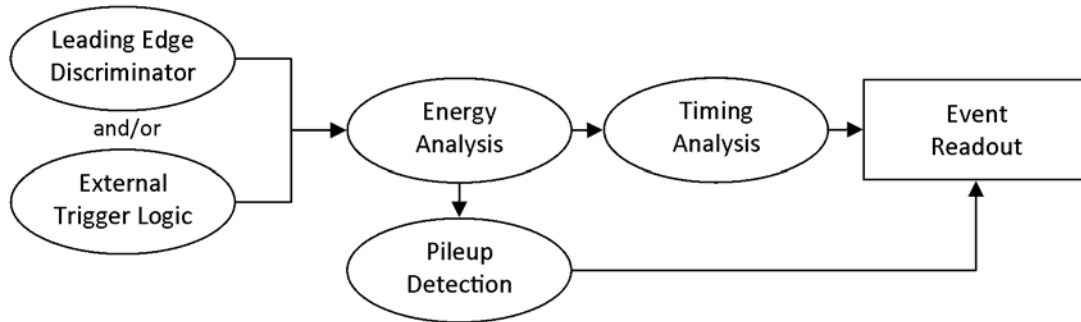 Leading Edge
Discriminator
and/or
External
Trigger Logic
Energy
Analysis
Pileup
Detection
Timing
Analysis
Event
Readout